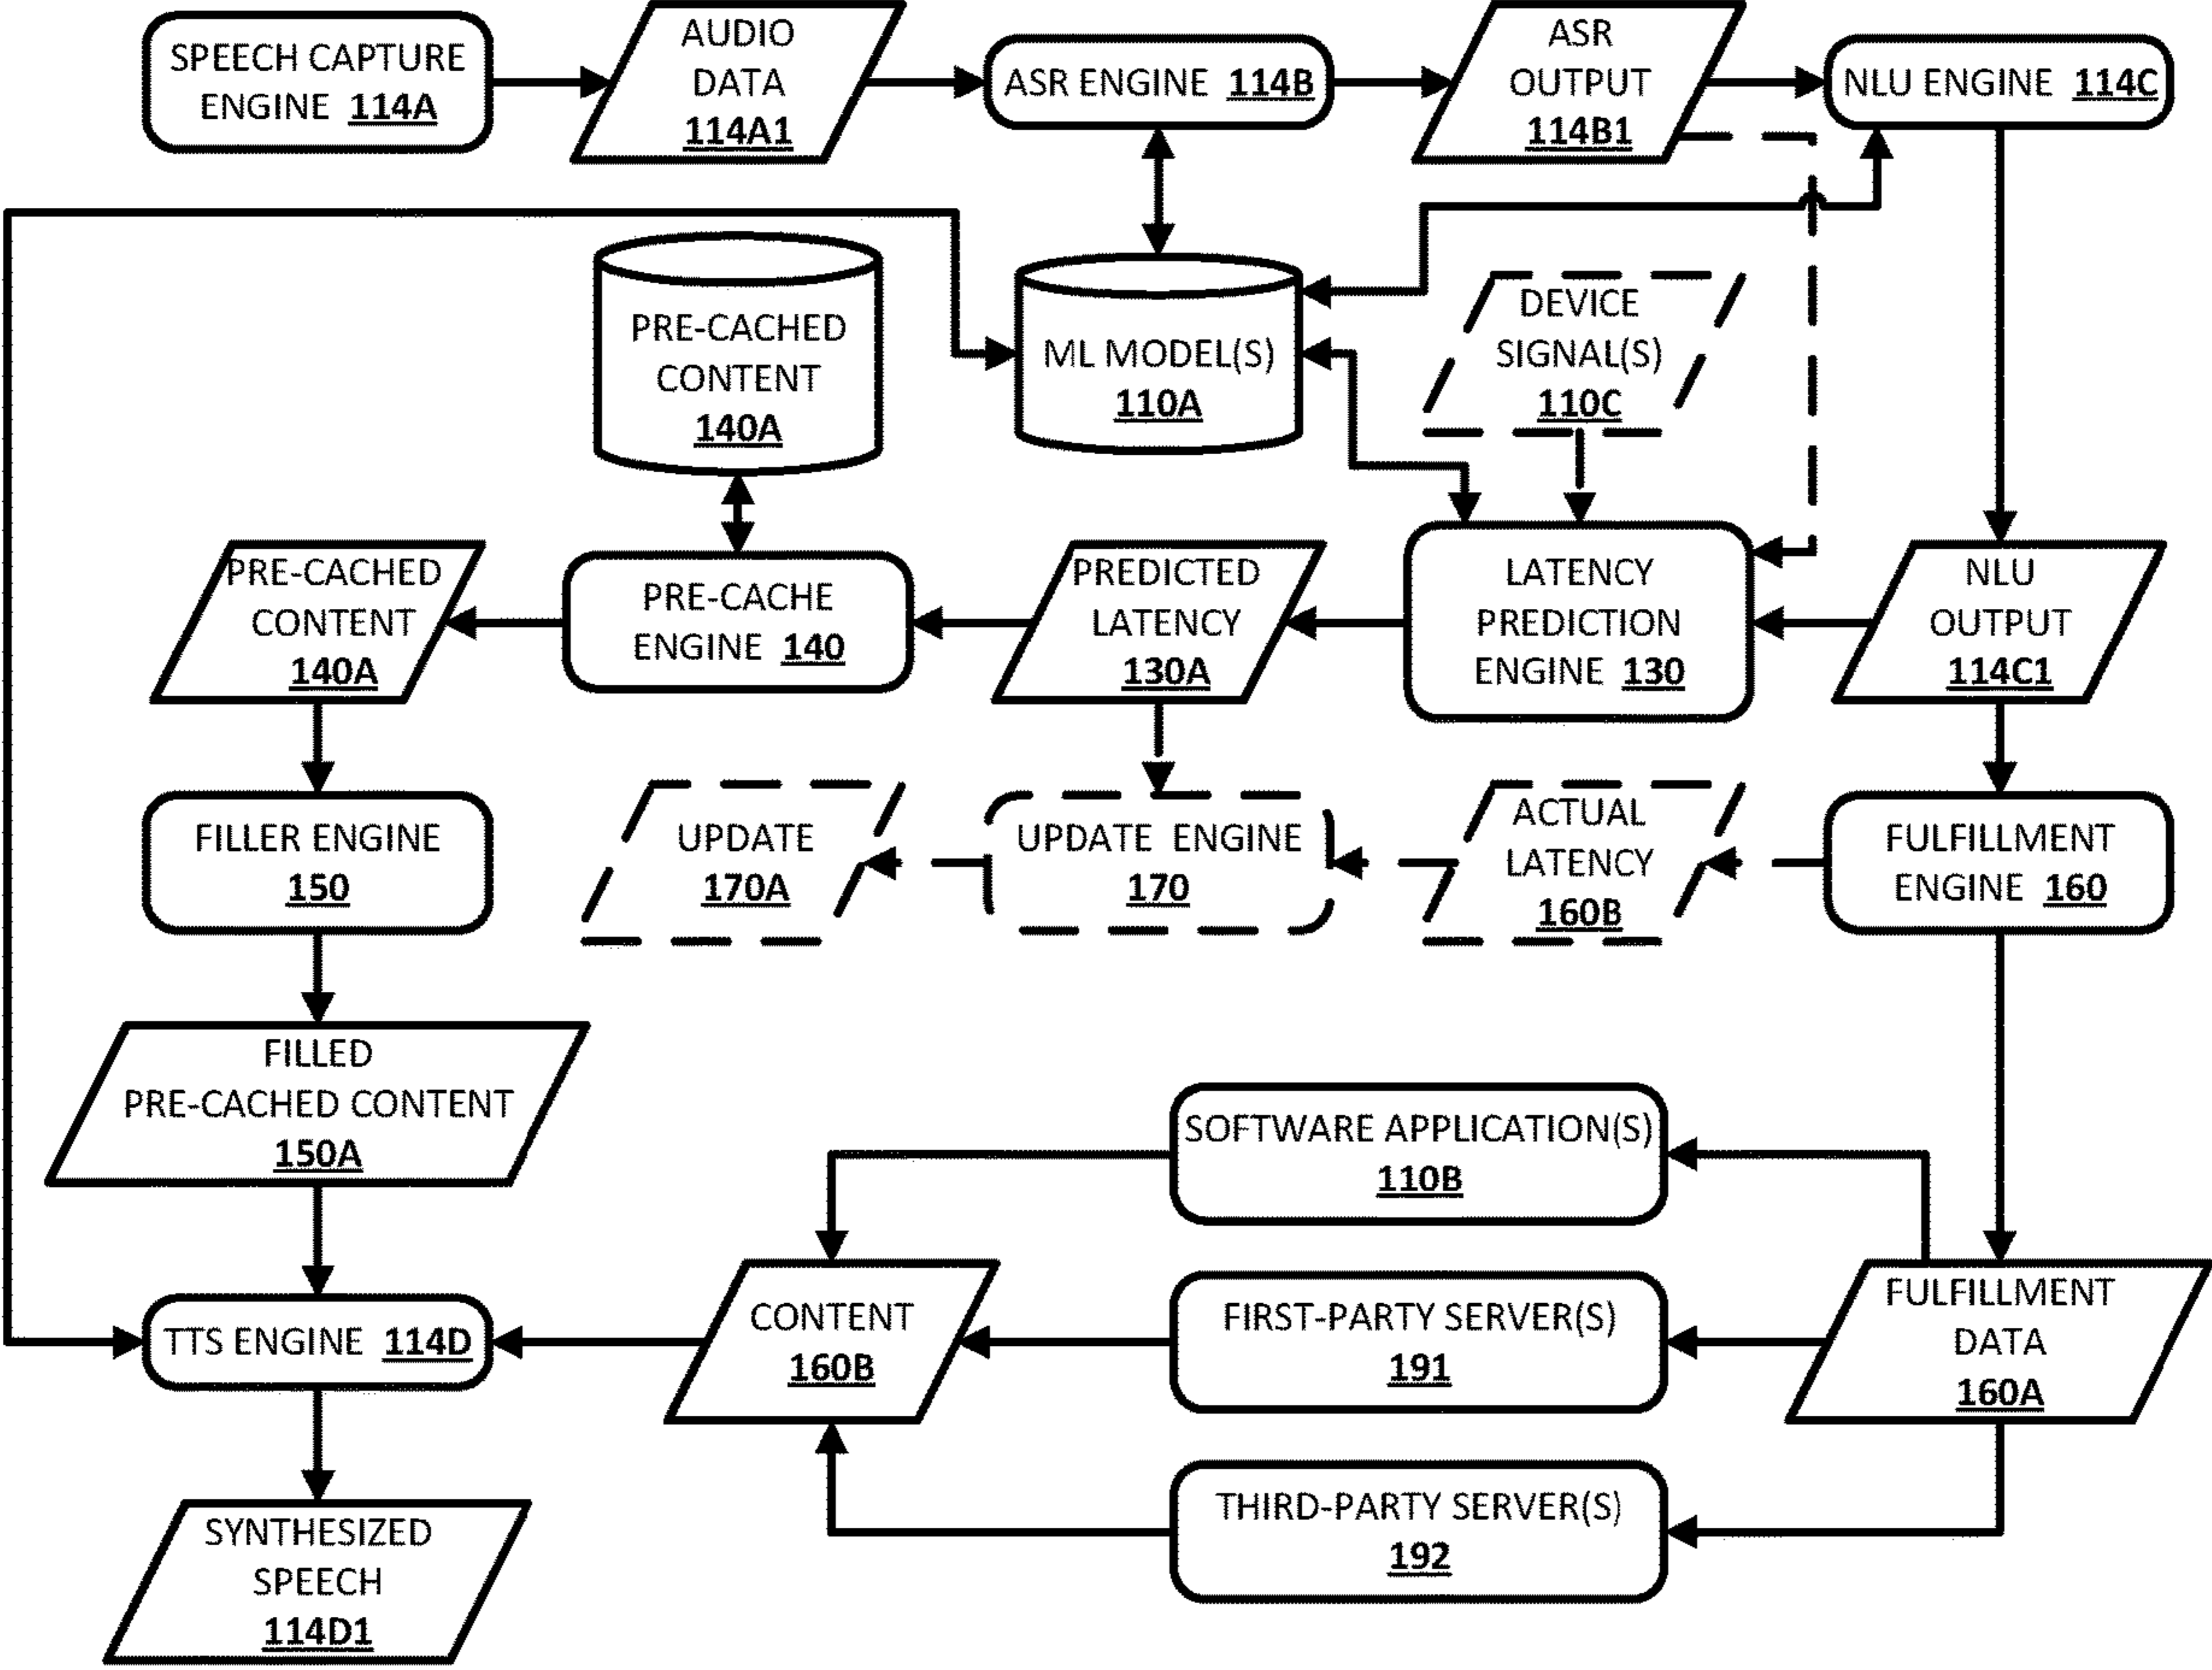 SPEECH CAPTURE
ENGINE 114A
AUDIO
DATA
114A1
ASR ENGINE 114B
ASR
OUTPUT
114B1
NLU ENGINE 114C
PRE-CACHED
CONTENT
140A
ML MODEL(S)
110A
DEVICE
SIGNAL(S)
110C
PRE-CACHED
CONTENT
140A
PRE-CACHE
ENGINE 140
PREDICTED
LATENCY
130A
LATENCY
PREDICTION
ENGINE 130
NLU
OUTPUT
114C1
FILLER ENGINE
150
UPDATE
170A
UPDATE ENGINE
170
ACTUAL
LATENCY
160B
FULFILLMENT
ENGINE 160
FILLED
PRE-CACHED CONTENT
150A
SOFTWARE APPLICATION(S)
110B
TTS ENGINE 114D
CONTENT
160B
FIRST-PARTY SERVER(S)
191
FULFILLMENT
DATA
160A
SYNTHESIZED
SPEECH
114D1
THIRD-PARTY SERVER(S)
192